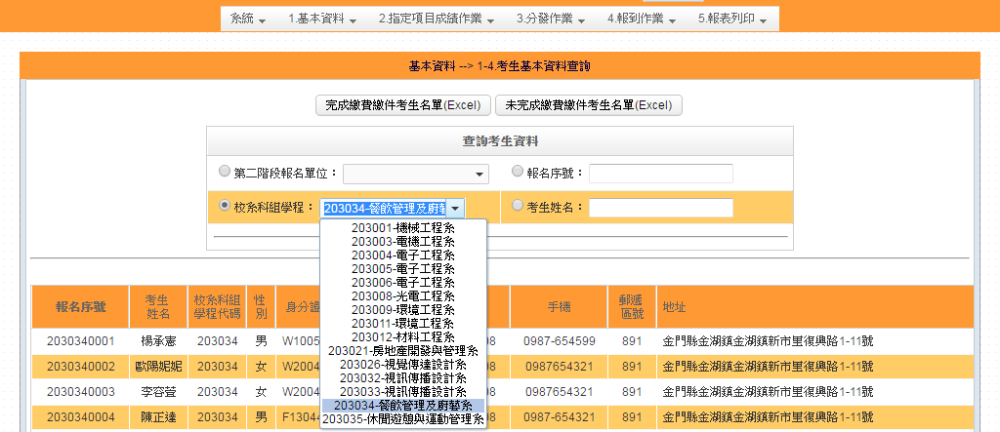 系統 1.基本資料 2.指定項目成績作業 3.分發作業 4.報到作業 5.報表列印
基本資料 --> 1-4.考生基本資料查詢
完成繳費繳件考生名單(Excel) 未完成繳費繳件考生名單(Excel)
查詢考生資料
第二階段報名單位： 報名序號：
校系科組學程： 203034-餐飲管理及廚藝 考生姓名：
203001-機械工程系
203003-電機工程系
203004-電子工程系
203005-電子工程系
203006-電子工程系
203008-光電工程系
203009-環境工程系
203011-環境工程系
203012-材料工程系
203021-房地產開發與管理系
203026-視覺傳達設計系
203032-視訊傳播設計系
203033-視訊傳播設計系
203034-餐飲管理及廚藝系
203035-休閒遊憩與運動管理系
報名序號 考生姓名 校系科組學程代碼 性別 身分證 手機 郵遞區號 地址
2030340001 楊承憲 203034 男 W1005 08 0987-654599 891 金門縣金湖鎮金湖鎮新市里復興路1-11號
2030340002 歐陽妮妮 203034 女 W2004 08 0987654321 891 金門縣金湖鎮金湖鎮新市里復興路1-11號
2030340003 李容萱 203034 女 W2004 08 0987654321 891 金門縣金湖鎮金湖鎮新市里復興路1-11號
2030340004 陳正達 203034 男 F13044 08 0987-654321 891 金門縣金湖鎮金湖鎮新市里復興路1-11號